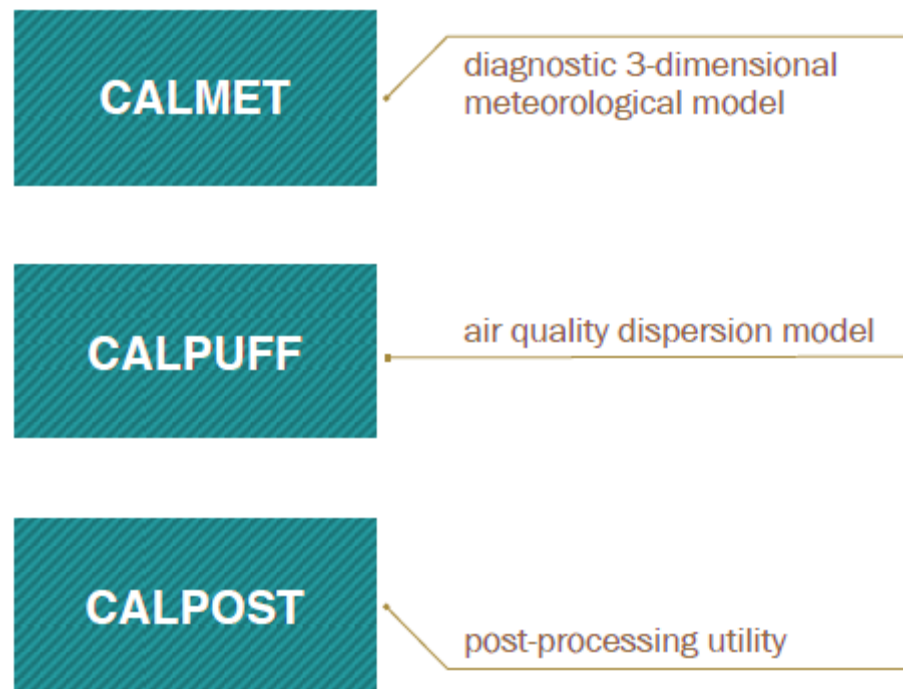 CALMET
diagnostic 3-dimensional
meteorological model
CALPUFF
air quality dispersion model
CALPOST
post-processing utility